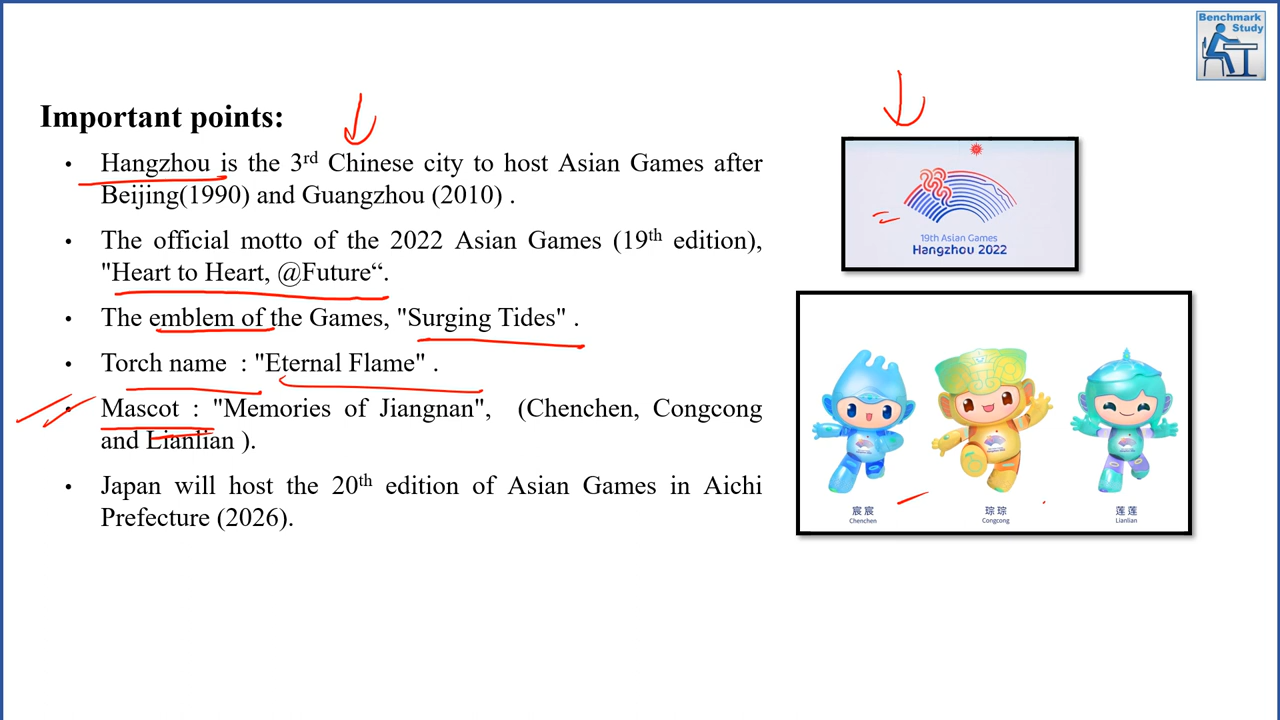 Benchmark
Study
Important points:
• Hangzhou is the 3rd Chinese city to host Asian Games after
Beijing(1990) and Guangzhou (2010) .
• The official motto of the 2022 Asian Games (19th edition),
"Heart to Heart, @Future“.
• The emblem of the Games, "Surging Tides" .
• Torch name : "Eternal Flame" .
• Mascot : "Memories of Jiangnan", (Chenchen, Congcong
and Lianlian ).
• Japan will host the 20th edition of Asian Games in Aichi
Prefecture (2026).
19th Asian Games
Hangzhou 2022
宸宸 琮琮 莲莲
Chenchen Congcong Lianlian